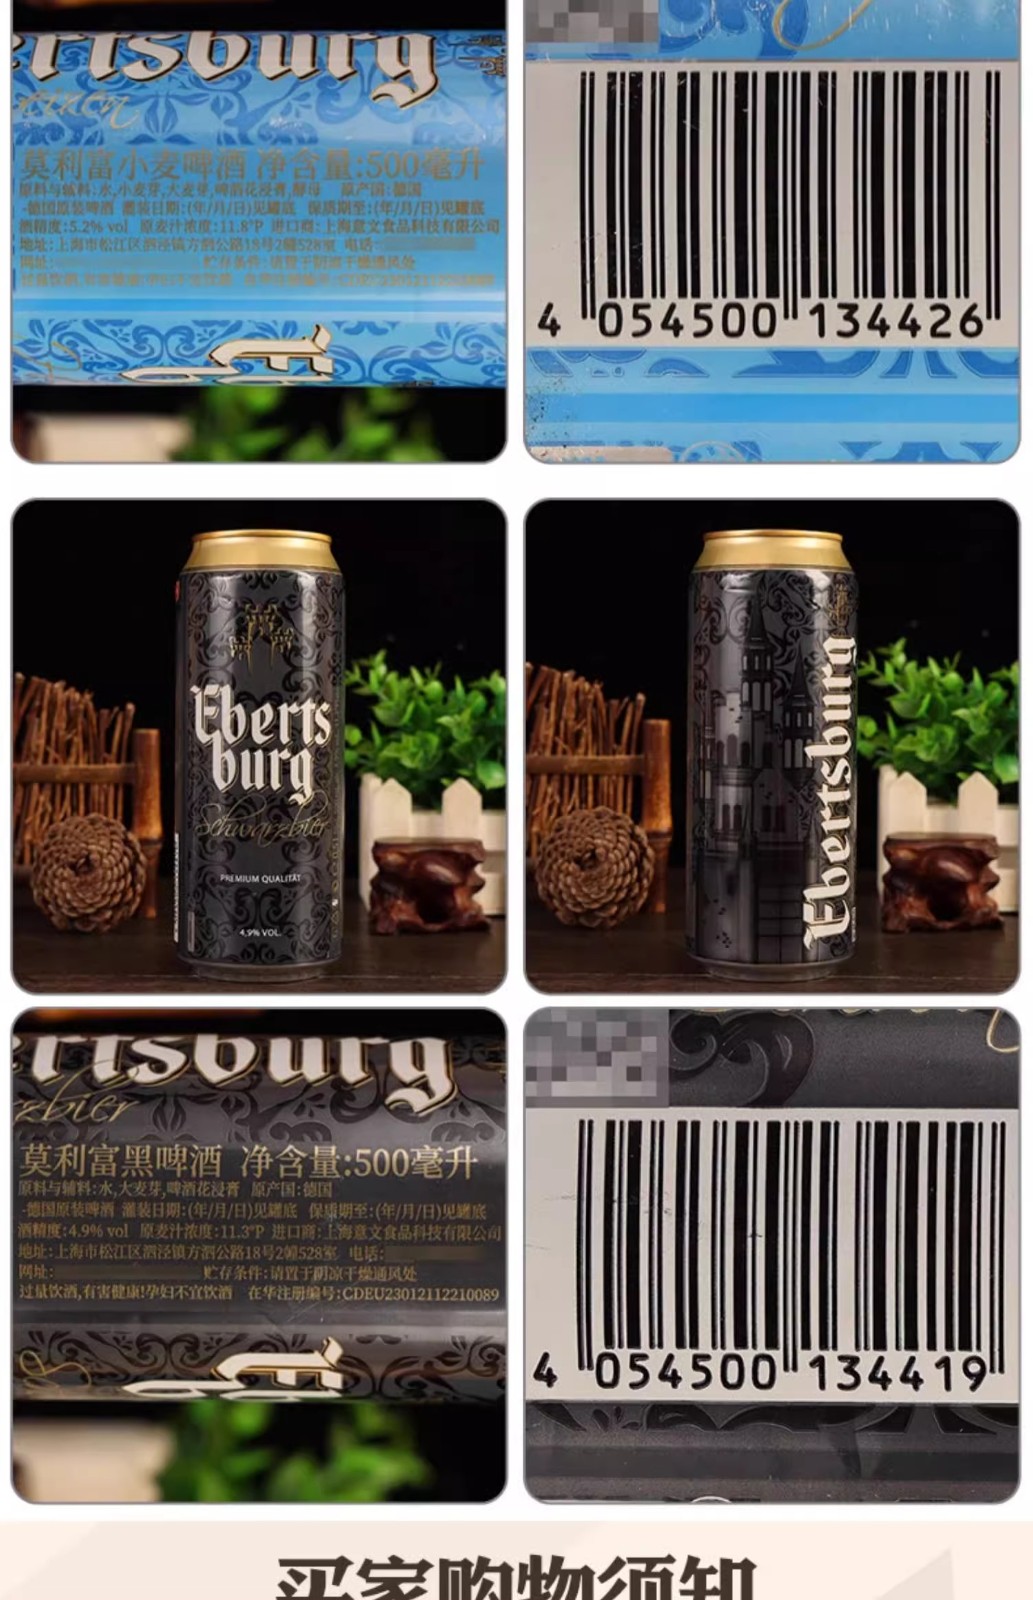 ertsburg
莫利富小麦啤酒 净含量:500毫升
原料与辅料:水,小麦芽,大麦芽,啤酒花浸膏,酵母 原产国:德国
-德国原装啤酒 灌装日期:(年/月/日)见罐底 保质期至:(年/月/日)见罐底
酒精度:5.2% vol 原麦汁浓度:11.8°P 进口商:上海意文食品科技有限公司
地址:上海市松江区泗泾镇方泗公路18号2幢528室 电话:
网址: 贮存条件:请置于阴凉干燥通风处
4 054500 134426
Eberts
burg
Schwarzbier
PREMIUM QUALITÄT
4,9% VOL.
Ebertsburg
ertsburg
zbier
莫利富黑啤酒 净含量:500毫升
原料与辅料:水,大麦芽,啤酒花浸膏 原产国:德国
-德国原装啤酒 灌装日期:(年/月/日)见罐底 保质期至:(年/月/日)见罐底
酒精度:4.9% vol 原麦汁浓度:11.3°P 进口商:上海意文食品科技有限公司
地址:上海市松江区泗泾镇方泗公路18号2幢528室 电话:
网址: 贮存条件:请置于阴凉干燥通风处
过量饮酒,有害健康!孕妇不宜饮酒 在华注册编号:CDEU23012112210089
4 054500 134419
买家购物须知